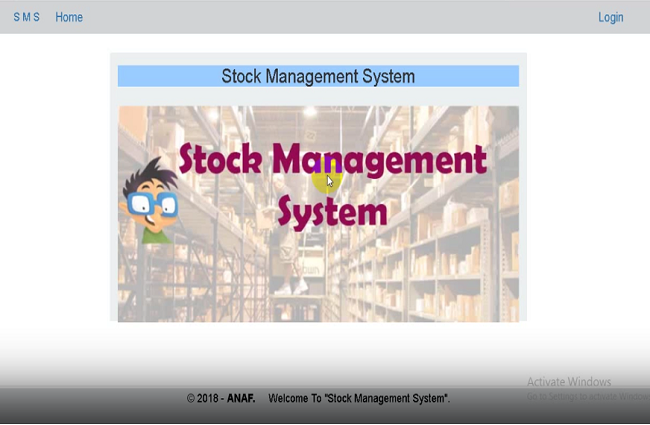 S M S Home Login
Stock Management System
Stock Management
System
Activate Windows
Go to Settings to activate Windows
© 2018 - ANAF. Welcome To "Stock Management System".